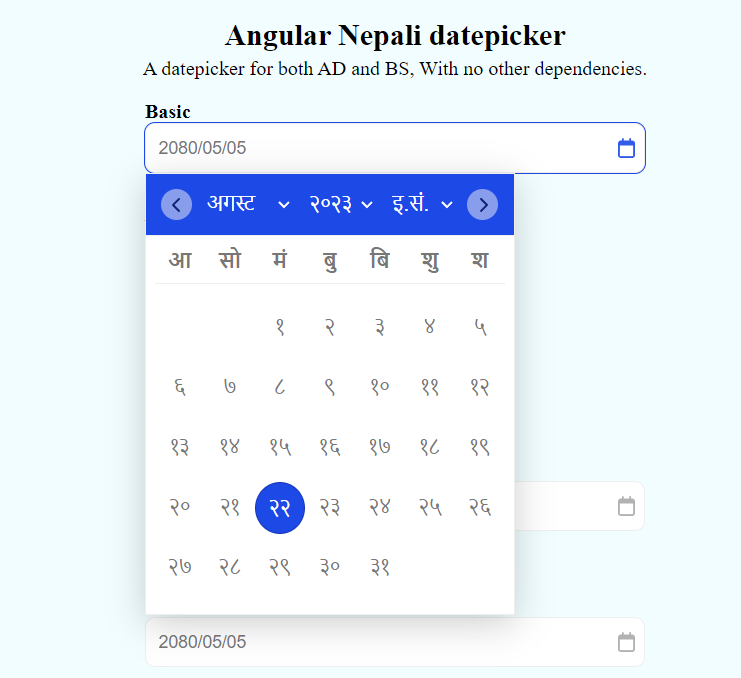 Angular Nepali datepicker
A datepicker for both AD and BS, With no other dependencies.
Basic
2080/05/05
अगस्ट २०२३ इ.सं.
आ सो मं बु बि शु श
१ २ ३ ४ ५
६ ७ ८ ९ १० ११ १२
१३ १४ १५ १६ १७ १८ १९
२० २१ २२ २३ २४ २५ २६
२७ २८ २९ ३० ३१
2080/05/05